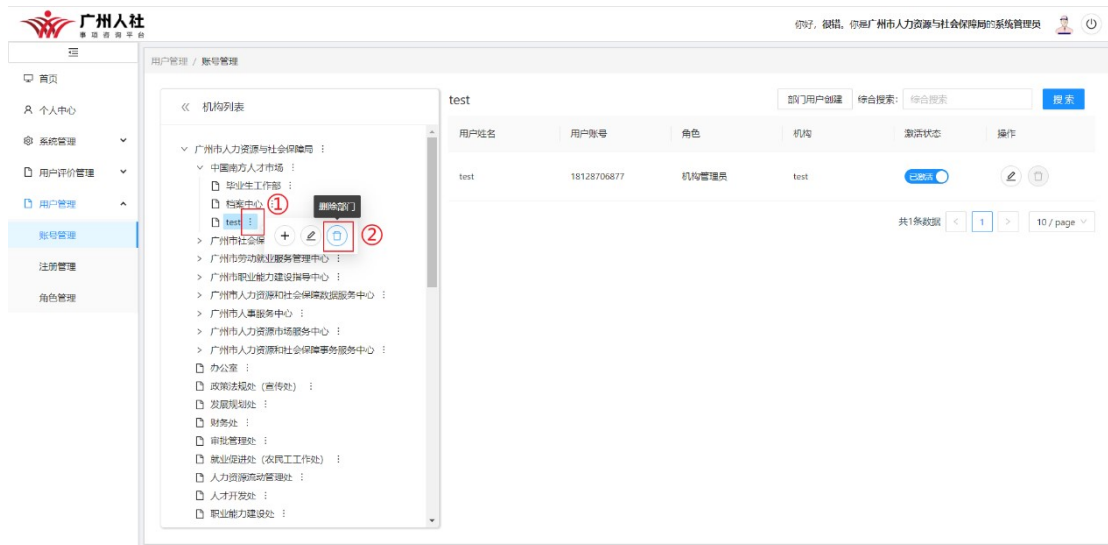 广州人社
事项咨询平台
你好，很错。你是广州市人力资源与社会保障局的系统管理员
首页
个人中心
系统管理
用户评价管理
用户管理
账号管理
注册管理
角色管理
用户管理 / 账号管理
机构列表
广州市人力资源与社会保障局
中国南方人才市场
毕业生工作部
档案中心
①
删除部门
test
②
广州市社会保
广州市劳动就业服务管理中心
广州市职业能力建设指导中心
广州市人力资源和社会保障数据服务中心
广州市人事服务中心
广州市人力资源市场服务中心
广州市人力资源和社会保障事务服务中心
办公室
政策法规处（宣传处）
发展规划处
财务处
审批管理处
就业促进处（农民工工作处）
人力资源流动管理处
人才开发处
职业能力建设处
test
部门用户创建 综合搜索: 综合搜索 搜索
用户姓名 用户账号 角色 机构 激活状态 操作
test 18128706877 机构管理员 test 已激活
共1条数据 < 1 > 10 / page